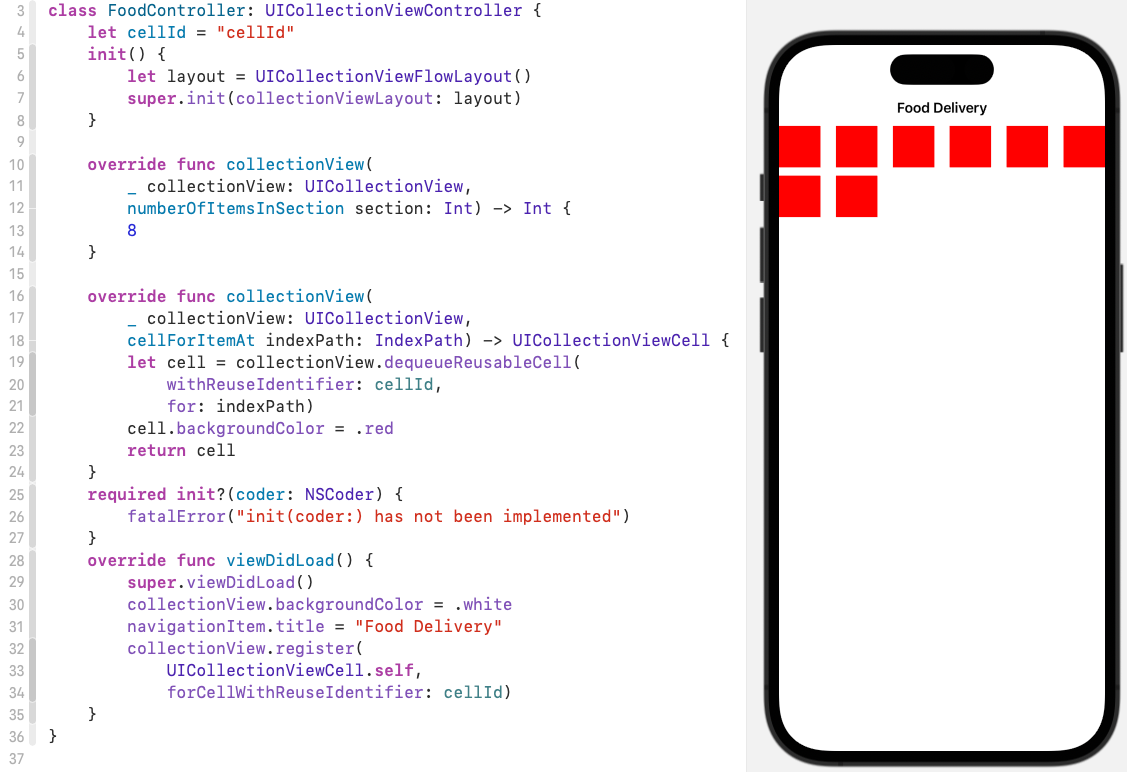 3 class FoodController: UICollectionViewController {
4     let cellId = "cellId"
5     init() {
6         let layout = UICollectionViewFlowLayout()
7         super.init(collectionViewLayout: layout)
8     }
9
10     override func collectionView(
11         _ collectionView: UICollectionView,
12         numberOfItemsInSection section: Int) -> Int {
13         8
14     }
15
16     override func collectionView(
17         _ collectionView: UICollectionView,
18         cellForItemAt indexPath: IndexPath) -> UICollectionViewCell {
19         let cell = collectionView.dequeueReusableCell(
20             withReuseIdentifier: cellId,
21             for: indexPath)
22         cell.backgroundColor = .red
23         return cell
24     }
25     required init?(coder: NSCoder) {
26         fatalError("init(coder:) has not been implemented")
27     }
28     override func viewDidLoad() {
29         super.viewDidLoad()
30         collectionView.backgroundColor = .white
31         navigationItem.title = "Food Delivery"
32         collectionView.register(
33             UICollectionViewCell.self,
34             forCellWithReuseIdentifier: cellId)
35     }
36 }
37
Food Delivery